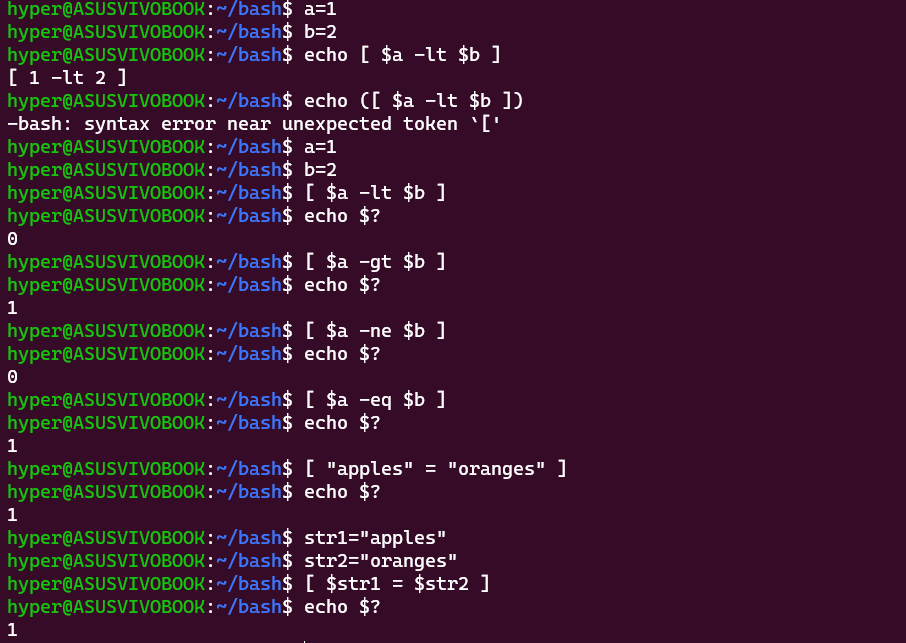 hyper@ASUSVIVOBOOK:~/bash$ a=1
hyper@ASUSVIVOBOOK:~/bash$ b=2
hyper@ASUSVIVOBOOK:~/bash$ echo [ $a -lt $b ]
[ 1 -lt 2 ]
hyper@ASUSVIVOBOOK:~/bash$ echo ([ $a -lt $b ])
-bash: syntax error near unexpected token `['
hyper@ASUSVIVOBOOK:~/bash$ a=1
hyper@ASUSVIVOBOOK:~/bash$ b=2
hyper@ASUSVIVOBOOK:~/bash$ [ $a -lt $b ]
hyper@ASUSVIVOBOOK:~/bash$ echo $?
0
hyper@ASUSVIVOBOOK:~/bash$ [ $a -gt $b ]
hyper@ASUSVIVOBOOK:~/bash$ echo $?
1
hyper@ASUSVIVOBOOK:~/bash$ [ $a -ne $b ]
hyper@ASUSVIVOBOOK:~/bash$ echo $?
0
hyper@ASUSVIVOBOOK:~/bash$ [ $a -eq $b ]
hyper@ASUSVIVOBOOK:~/bash$ echo $?
1
hyper@ASUSVIVOBOOK:~/bash$ [ "apples" = "oranges" ]
hyper@ASUSVIVOBOOK:~/bash$ echo $?
1
hyper@ASUSVIVOBOOK:~/bash$ str1="apples"
hyper@ASUSVIVOBOOK:~/bash$ str2="oranges"
hyper@ASUSVIVOBOOK:~/bash$ [ $str1 = $str2 ]
hyper@ASUSVIVOBOOK:~/bash$ echo $?
1